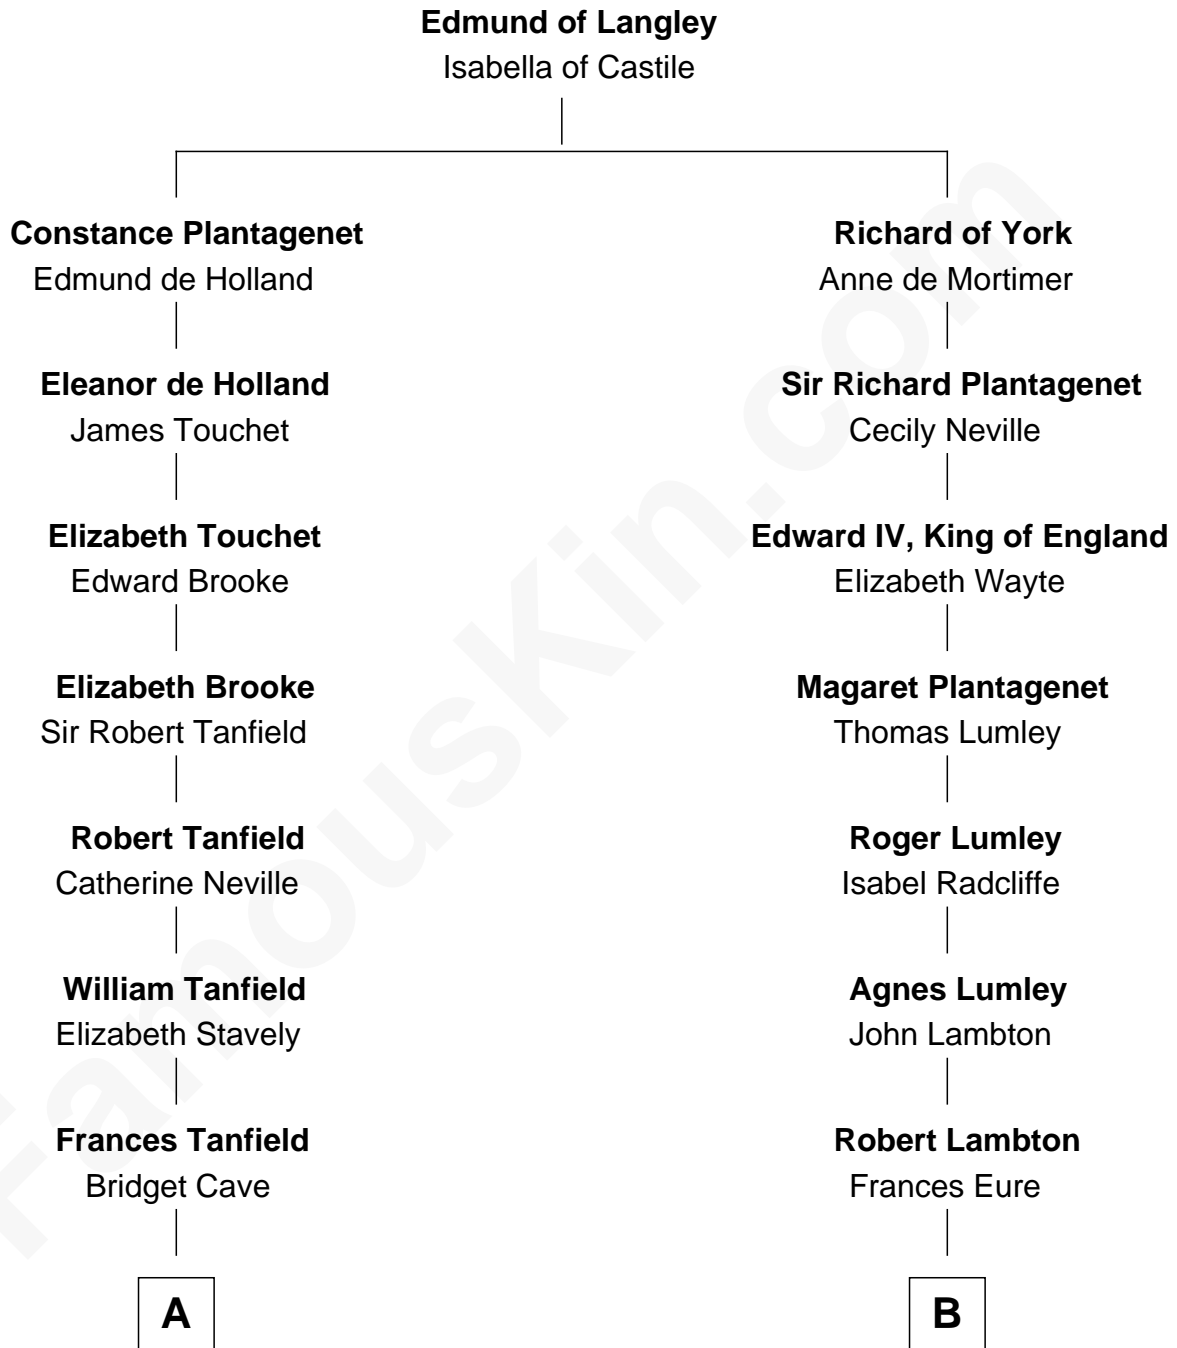 Edmund of Langley
Isabella of Castile
Constance Plantagenet
Edmund de Holland
Richard of York
Anne de Mortimer
Eleanor de Holland
James Touchet
Sir Richard Plantagenet
Cecily Neville
Elizabeth Touchet
Edward Brooke
Edward IV, King of England
Elizabeth Wayte
Elizabeth Brooke
Sir Robert Tanfield
Magaret Plantagenet
Thomas Lumley
Robert Tanfield
Catherine Neville
Roger Lumley
Isabel Radcliffe
William Tanfield
Elizabeth Stavely
Agnes Lumley
John Lambton
Frances Tanfield
Bridget Cave
Robert Lambton
Frances Eure
A
B
FamousKin.com